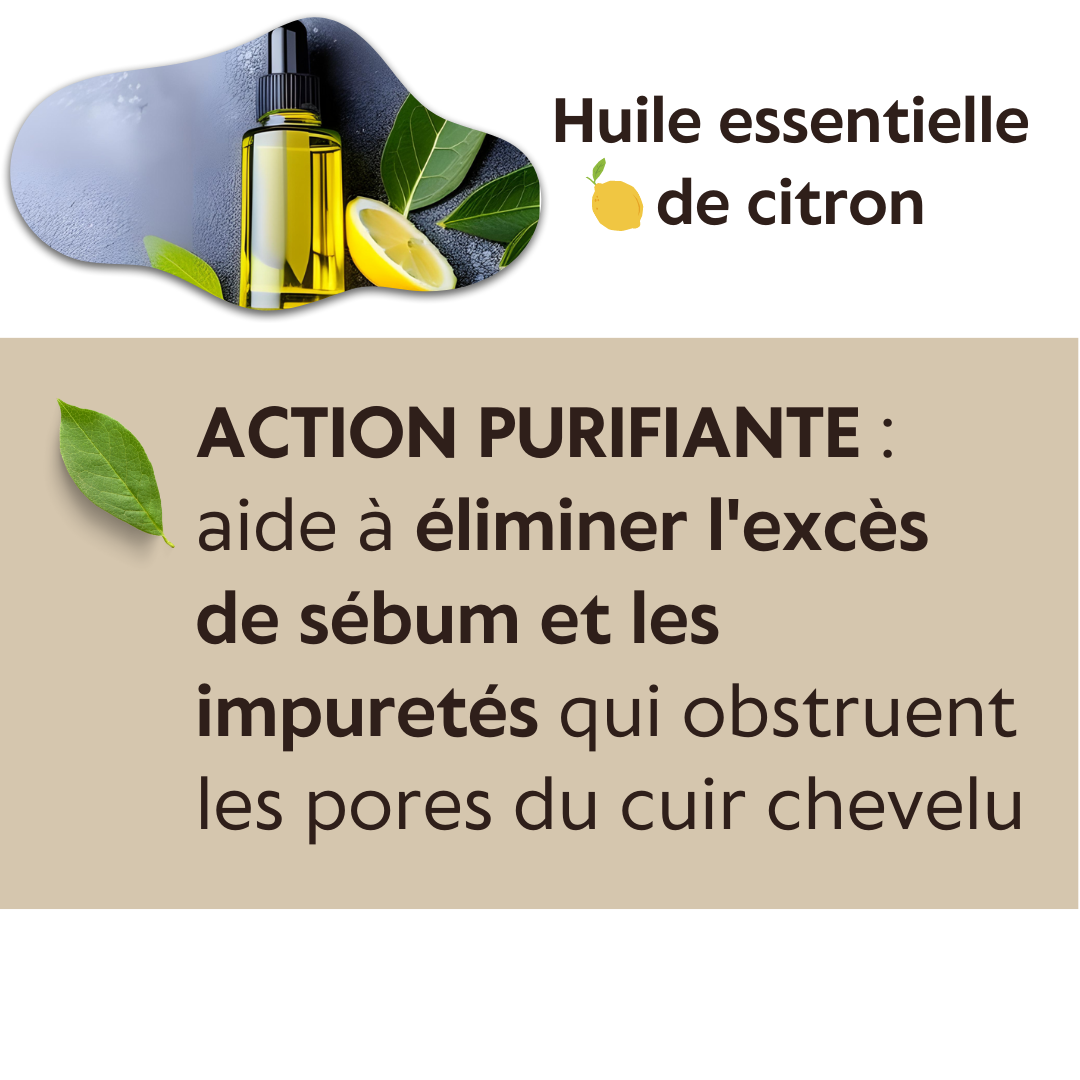 Huile essentielle
de citron
ACTION PURIFIANTE :
aide à éliminer l'excès
de sébum et les
impuretés qui obstruent
les pores du cuir chevelu